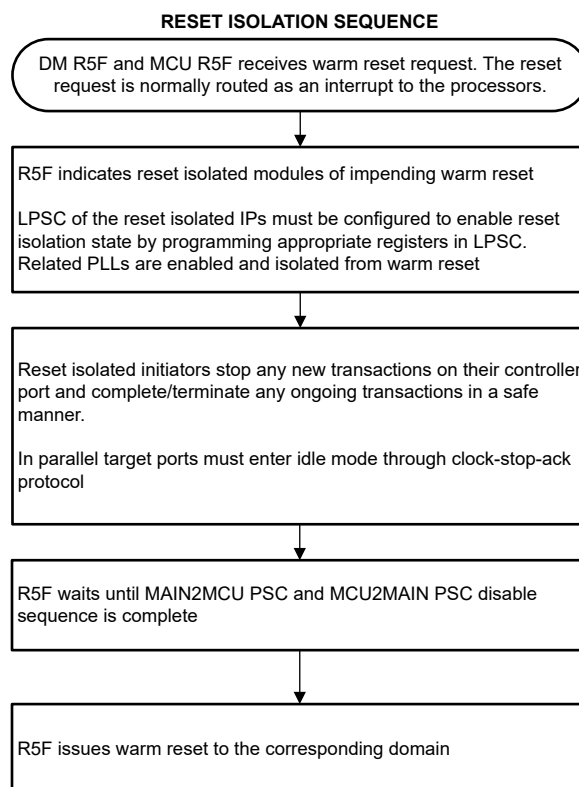 RESET ISOLATION SEQUENCE
DM R5F and MCU R5F receives warm reset request. The reset
request is normally routed as an interrupt to the processors.
R5F indicates reset isolated modules of impending warm reset
LPSC of the reset isolated IPs must be configured to enable reset
isolation state by programming appropriate registers in LPSC.
Related PLLs are enabled and isolated from warm reset
Reset isolated initiators stop any new transactions on their controller
port and complete/terminate any ongoing transactions in a safe
manner.
In parallel target ports must enter idle mode through clock-stop-ack
protocol
R5F waits until MAIN2MCU PSC and MCU2MAIN PSC disable
sequence is complete
R5F issues warm reset to the corresponding domain